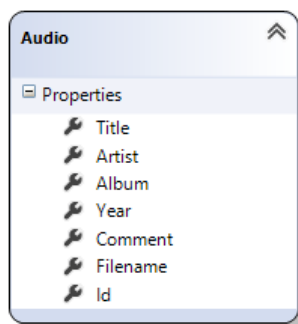 Audio
Properties
Title
Artist
Album
Year
Comment
Filename
Id